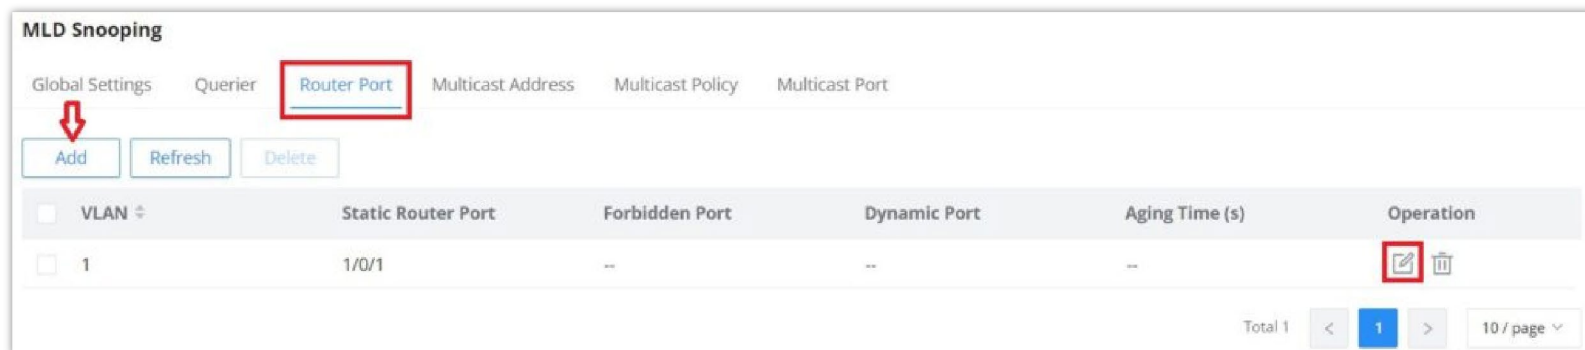 MLD Snooping
Global Settings Querier Router Port Multicast Address Multicast Policy Multicast Port
Add Refresh Delete
VLAN Static Router Port Forbidden Port Dynamic Port Aging Time (s) Operation
1 1/0/1 -- -- --
Total 1 < 1 > 10 / page